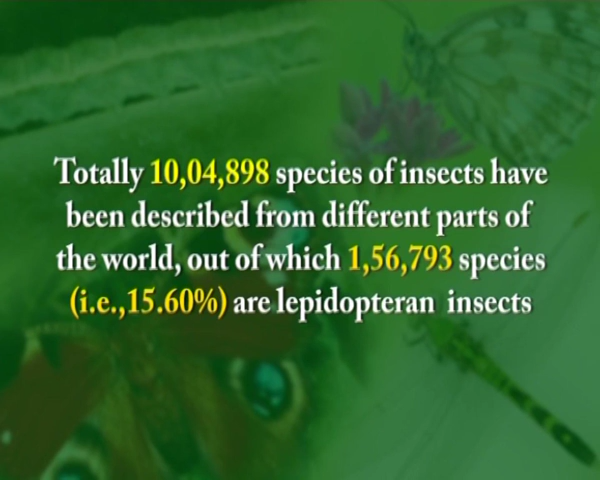 Totally 10,04,898 species of insects have
been described from different parts of
the world, out of which 1,56,793 species
(i.e.,15.60%) are lepidopteran insects